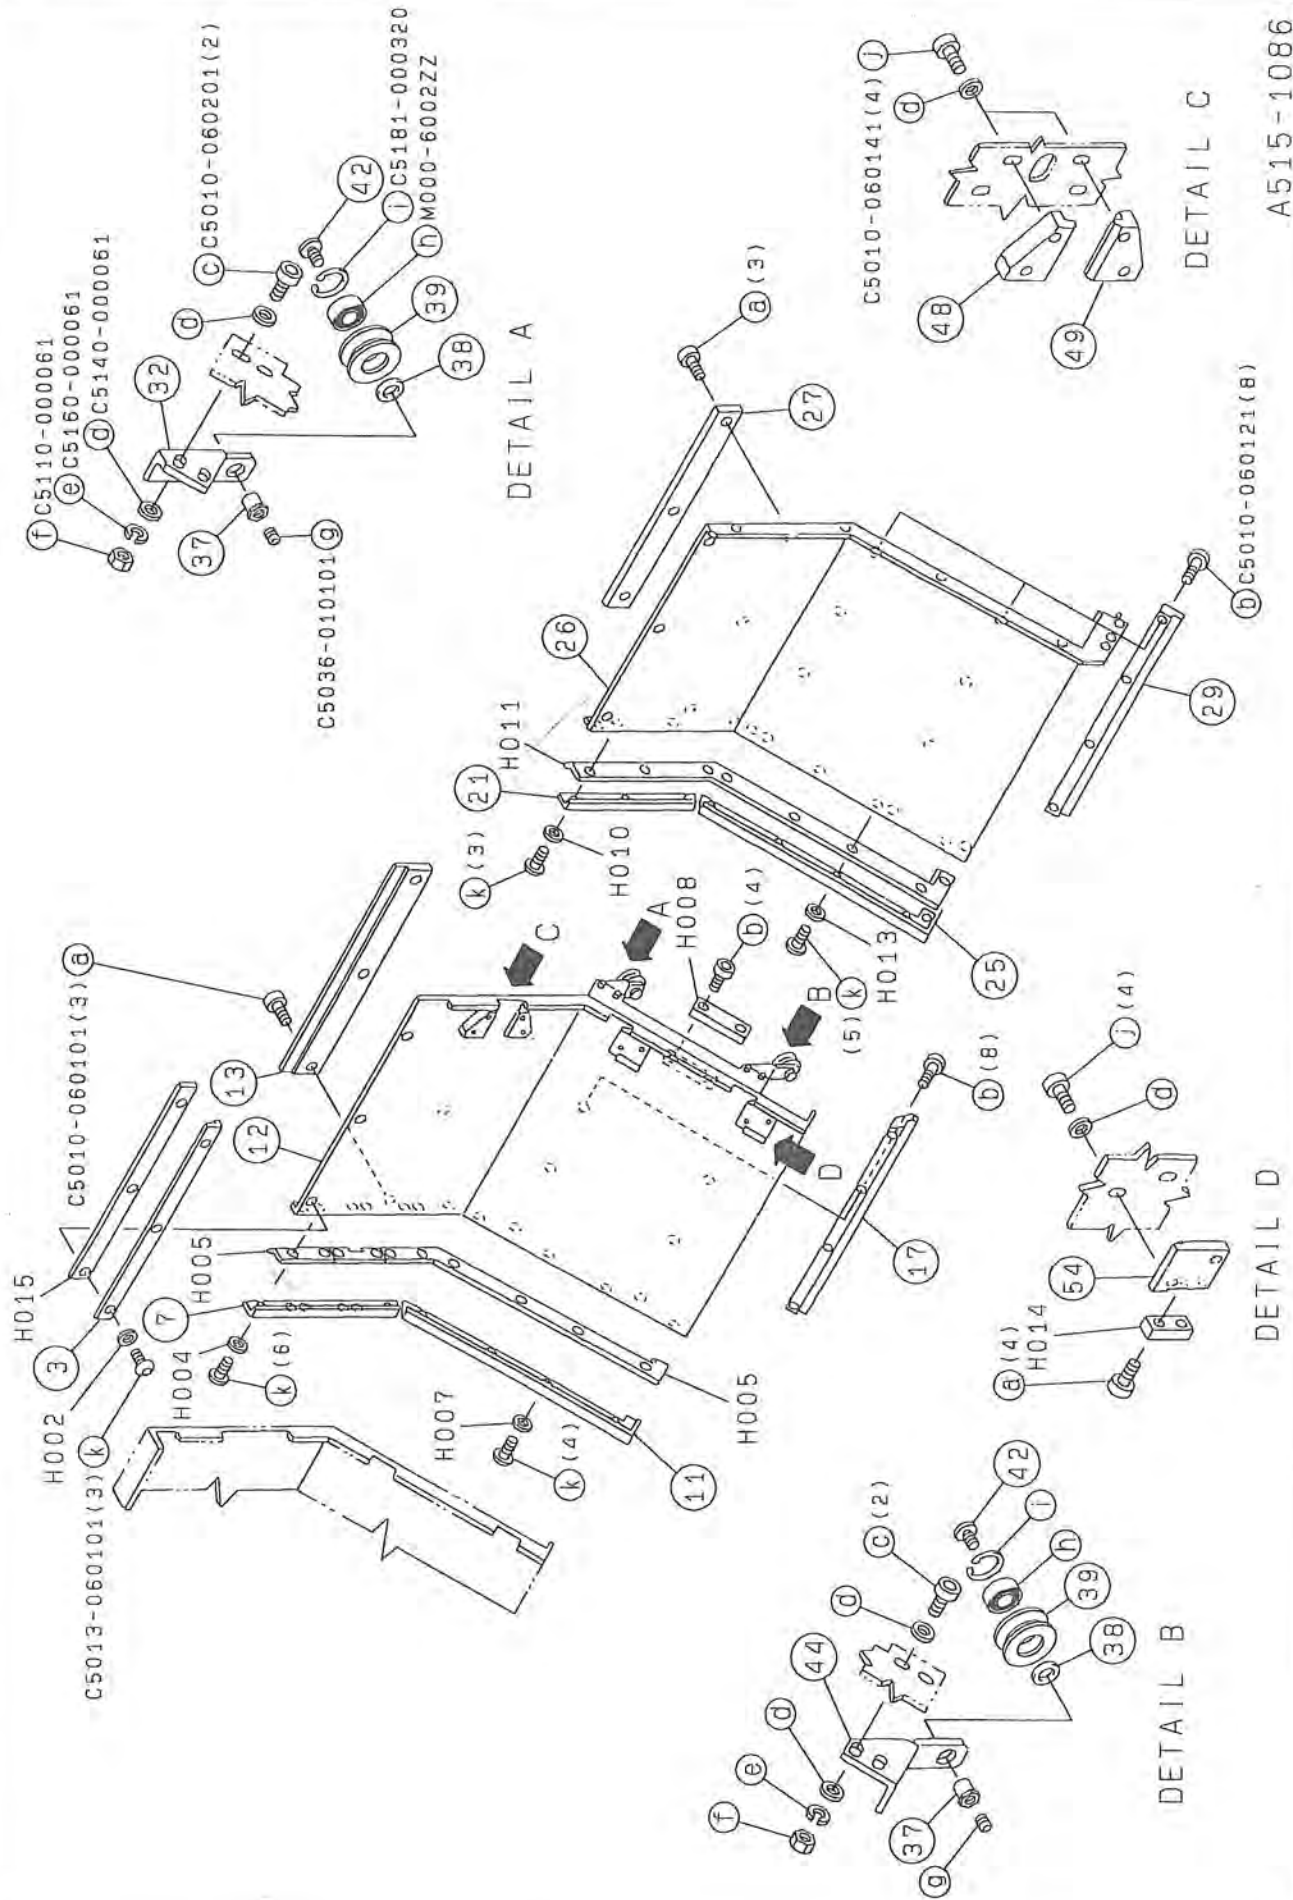 C5013-060101(3) k
H002
3
H015
C5010-060101(3) a
13
12
7
H005
H004
k (6)
H007
k (4)
11
H005
17
b (8)
C
A
H008
b (4)
B
D
k (3)
H010
21
H011
26
27
a (3)
(5) k
H013
25
29
b C5010-060121(8)
f C5110-000061
e C5160-000061
d C5140-000061
32
d
c C5010-060201(2)
42
i C5181-000320
h M000-6002ZZ
39
38
37
g
C5036-010101
DETAIL A
f
e
d
44
d
c (2)
42
i
h
39
38
37
g
DETAIL B
C5010-060141(4) j
d
48
49
DETAIL C
a (4)
H014
54
d
j (4)
DETAIL D
A515-1086